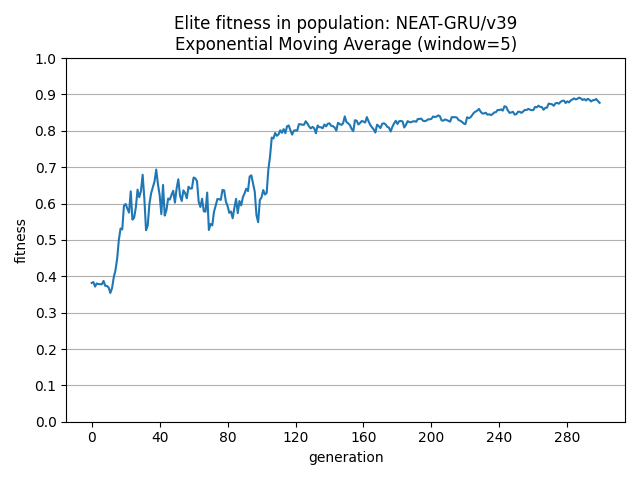 Elite fitness in population: NEAT-GRU/v39
Exponential Moving Average (window=5)
1.0
0.9
0.8
0.7
0.6
0.5
0.4
0.3
0.2
0.1
0.0
fitness
0 40 80 120 160 200 240 280
generation